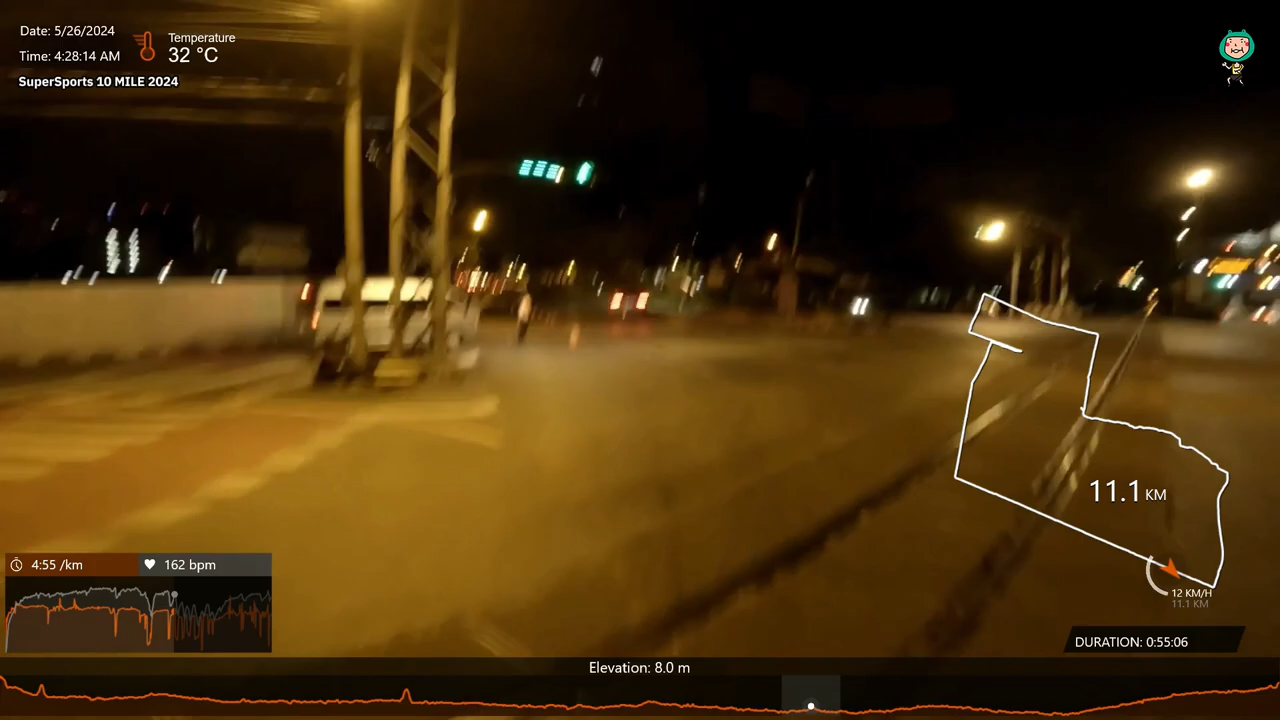 Date: 5/26/2024
Time: 4:28:14 AM
Temperature
32 °C
SuperSports 10 MILE 2024
11.1 KM
12 KM/H
11.1 KM
4:55 /km
162 bpm
DURATION: 0:55:06
Elevation: 8.0 m